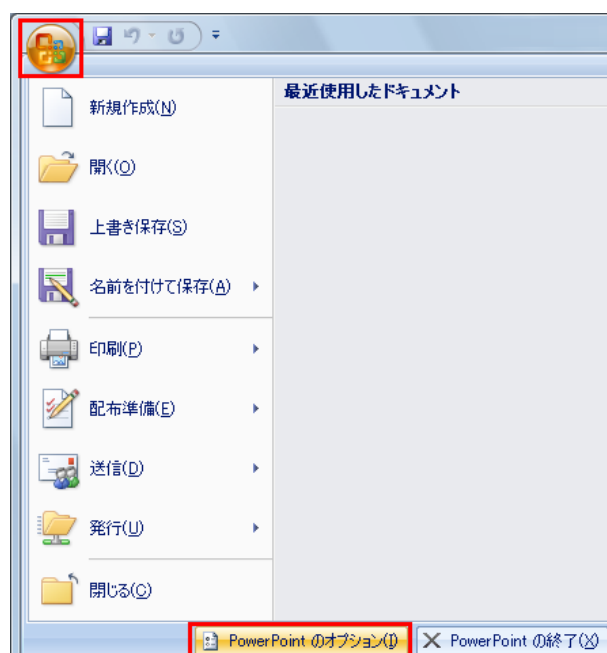 最近使用したドキュメント
新規作成(N)
開く(O)
上書き保存(S)
名前を付けて保存(A)
印刷(P)
配布準備(E)
送信(D)
発行(U)
閉じる(C)
PowerPoint のオプション(I) PowerPoint の終了(X)